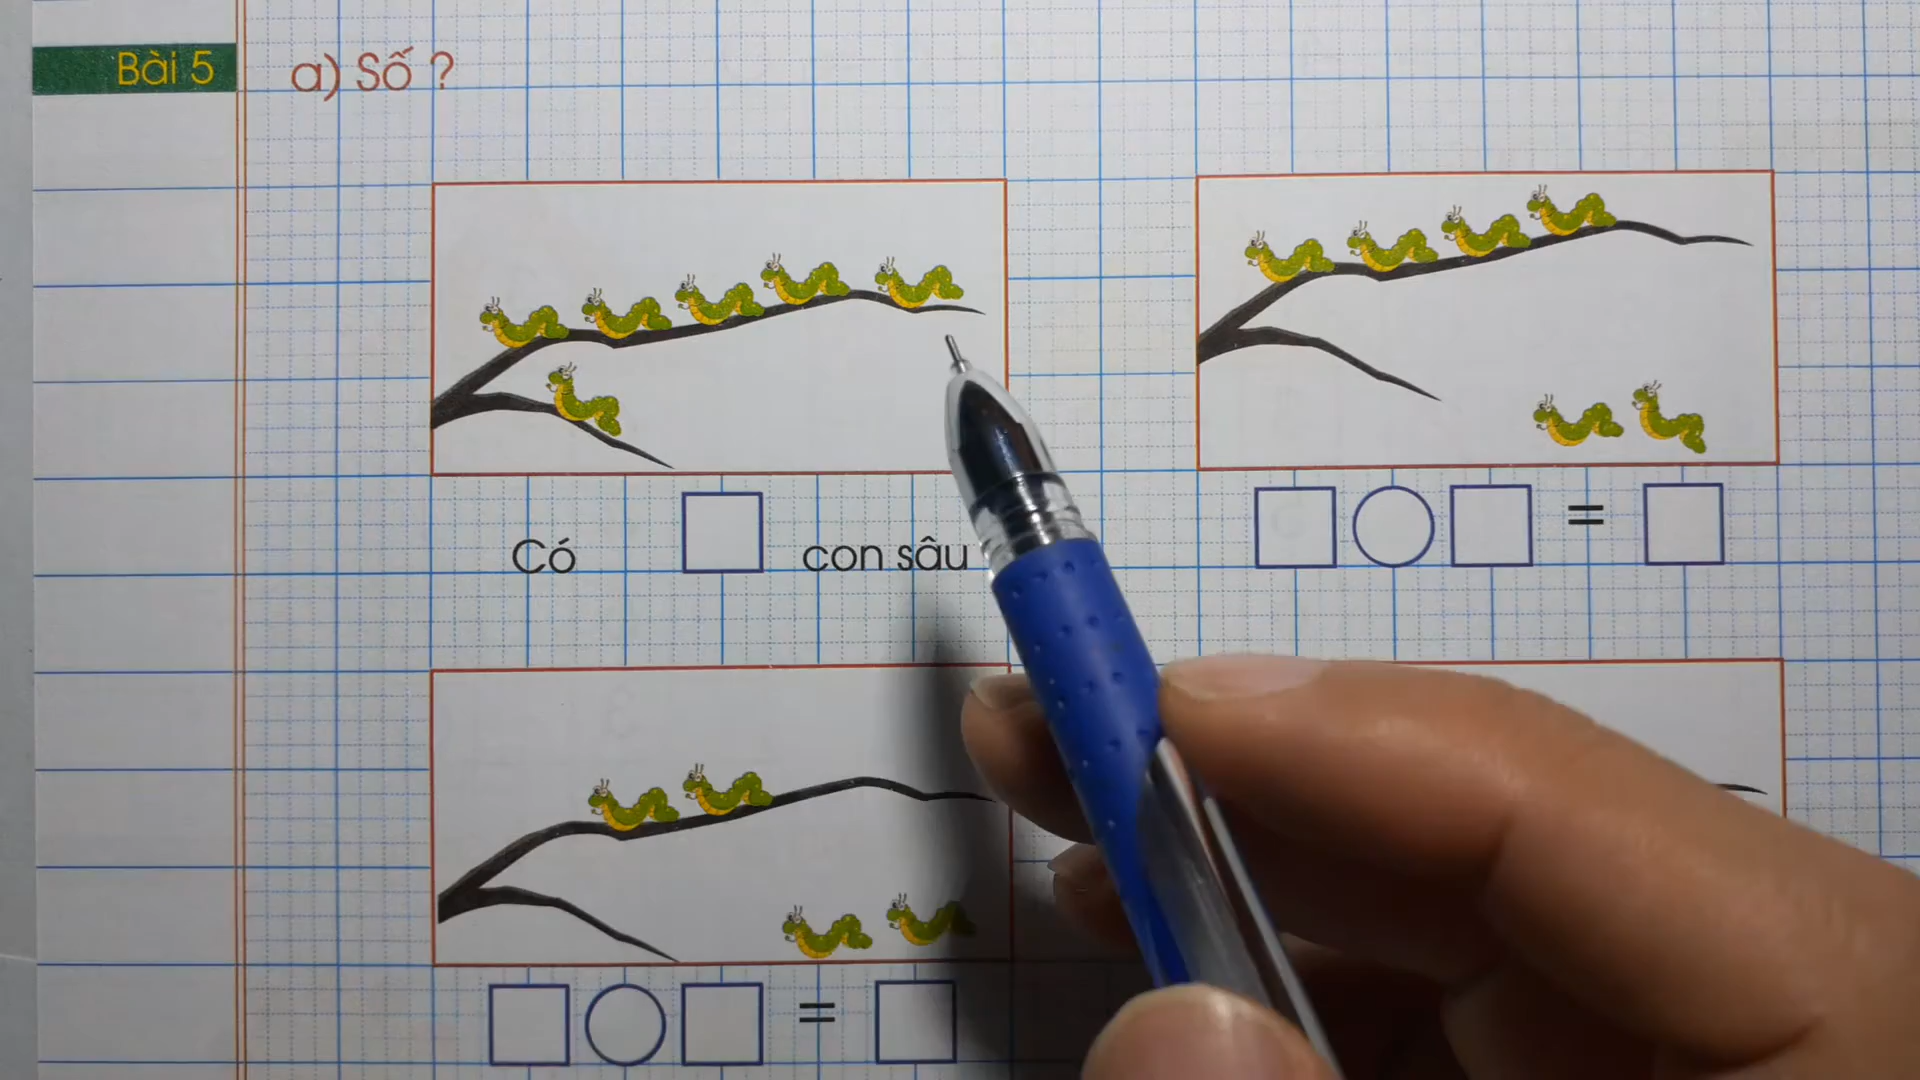 Bài 5
a) Số ?
Có con sâu
=
=